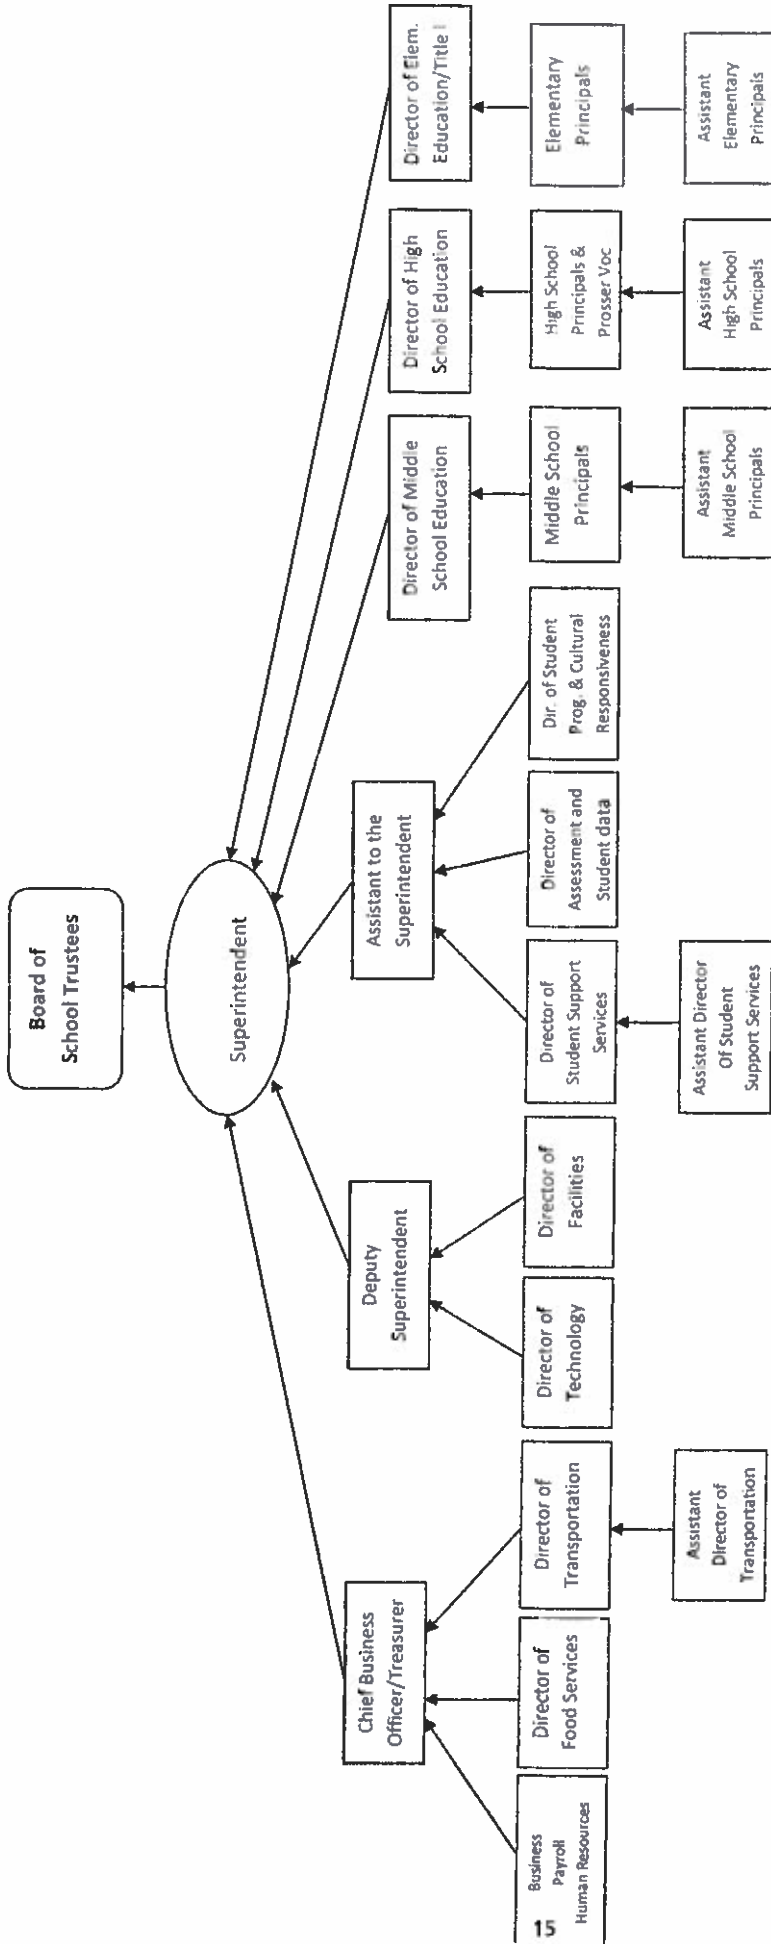 Board of
School Trustees
Superintendent
Chief Business
Officer/Treasurer
Deputy
Superintendent
Assistant to the
Superintendent
Director of Middle
School Education
Director of High
School Education
Director of Elem.
Education/Title I
Business
Payroll
Human Resources
Director of
Food Services
Director of
Transportation
Director of
Technology
Director of
Facilities
Director of
Student Support
Services
Director of
Assessment and
Student data
Dir. of Student
Prog. & Cultural
Responsiveness
Middle School
Principals
High School
Principals &
Prosser Voc
Elementary
Principals
Assistant
Director of
Transportation
Assistant Director
Of Student
Support Services
Assistant
Middle School
Principals
Assistant
High School
Principals
Assistant
Elementary
Principals
15